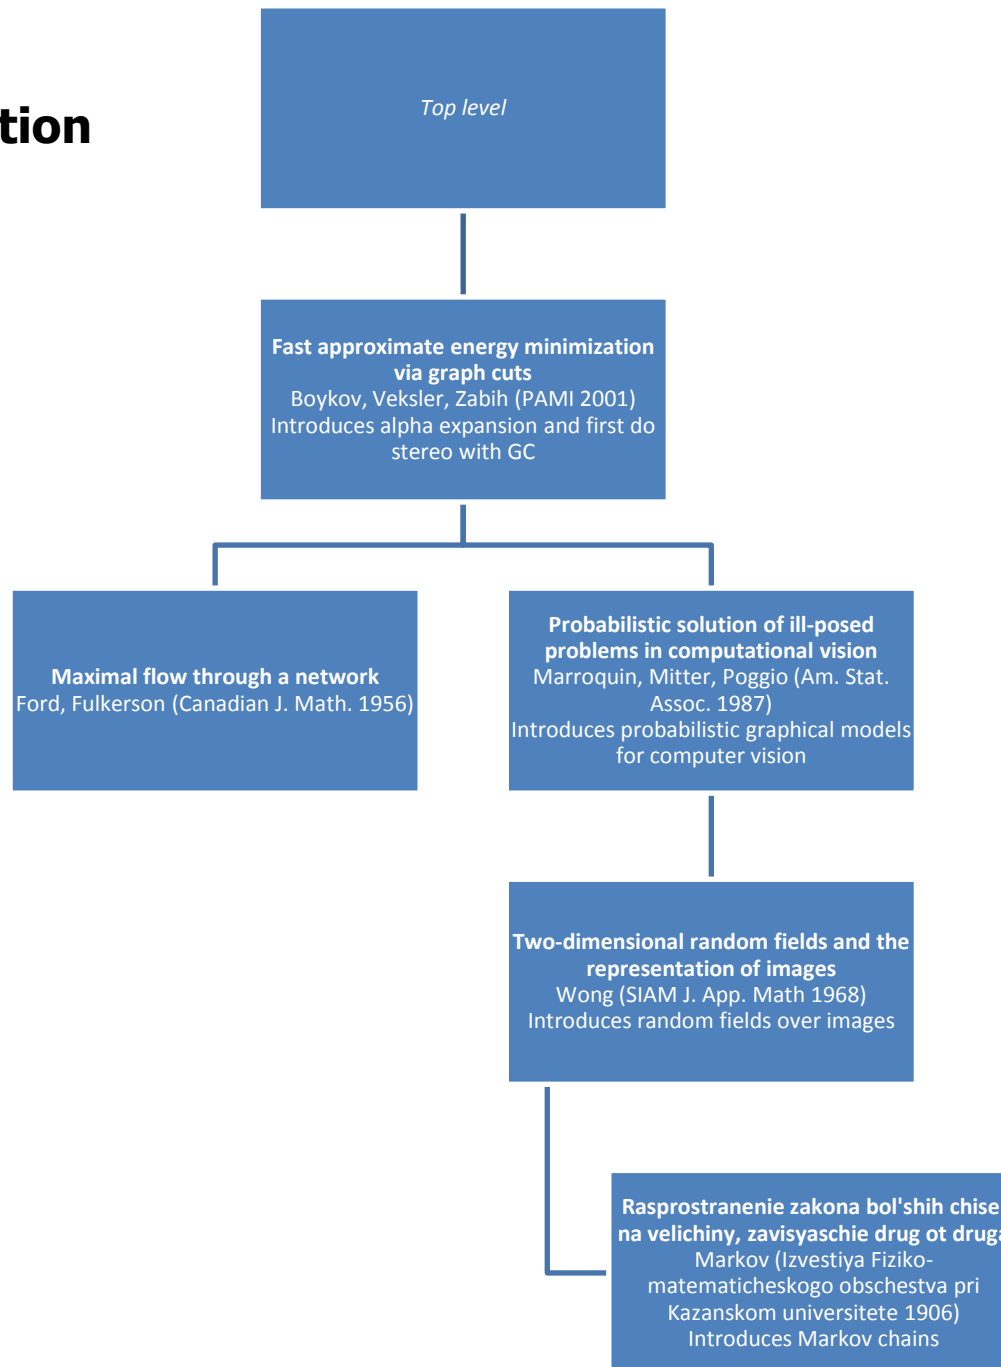 Top level
tion
Fast approximate energy minimization
via graph cuts
Boykov, Veksler, Zabih (PAMI 2001)
Introduces alpha expansion and first do
stereo with GC
Maximal flow through a network
Ford, Fulkerson (Canadian J. Math. 1956)
Probabilistic solution of ill-posed
problems in computational vision
Marroquin, Mitter, Poggio (Am. Stat.
Assoc. 1987)
Introduces probabilistic graphical models
for computer vision
Two-dimensional random fields and the
representation of images
Wong (SIAM J. App. Math 1968)
Introduces random fields over images
Rasprostranenie zakona bol'shih chise
na velichiny, zavisyaschie drug ot druga
Markov (Izvestiya Fiziko-
matematicheskogo obschestva pri
Kazanskom universitete 1906)
Introduces Markov chains